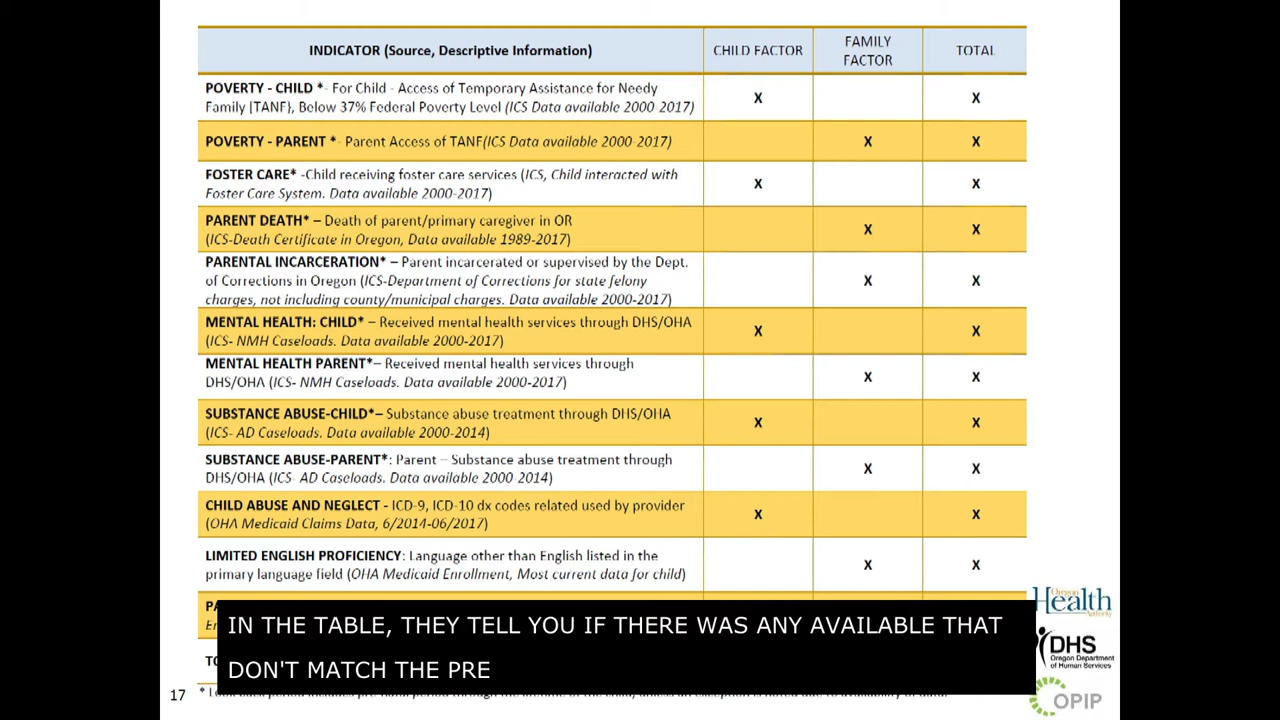 INDICATOR (Source, Descriptive Information) CHILD FACTOR FAMILY FACTOR TOTAL
POVERTY - CHILD *- For Child - Access of Temporary Assistance for Needy
Family [TANF}, Below 37% Federal Poverty Level (ICS Data available 2000-2017) X X
POVERTY - PARENT *- Parent Access of TANF(ICS Data available 2000-2017) X X
FOSTER CARE* -Child receiving foster care services (ICS, Child interacted with
Foster Care System. Data available 2000-2017) X X
PARENT DEATH* – Death of parent/primary caregiver in OR
(ICS-Death Certificate in Oregon, Data available 1989-2017) X X
PARENTAL INCARCERATION* – Parent incarcerated or supervised by the Dept.
of Corrections in Oregon (ICS-Department of Corrections for state felony X X
charges, not including county/municipal charges. Data available 2000-2017)
MENTAL HEALTH: CHILD* – Received mental health services through DHS/OHA
(ICS- NMH Caseloads. Data available 2000-2017) X X
MENTAL HEALTH PARENT*– Received mental health services through
DHS/OHA (ICS- NMH Caseloads. Data available 2000-2017) X X
SUBSTANCE ABUSE-CHILD*– Substance abuse treatment through DHS/OHA
(ICS- AD Caseloads. Data available 2000-2014) X X
SUBSTANCE ABUSE-PARENT*: Parent – Substance abuse treatment through
DHS/OHA (ICS- AD Caseloads. Data available 2000-2014) X X
CHILD ABUSE AND NEGLECT - ICD-9, ICD-10 dx codes related used by provider
(OHA Medicaid Claims Data, 6/2014-06/2017) X X
LIMITED ENGLISH PROFICIENCY: Language other than English listed in the
primary language field (OHA Medicaid Enrollment, Most current data for child) X X
IN THE TABLE, THEY TELL YOU IF THERE WAS ANY AVAILABLE THAT
DON'T MATCH THE PRE
17
Oregon
Health
Authority
DHS
Oregon Department
of Human Services
OPIP